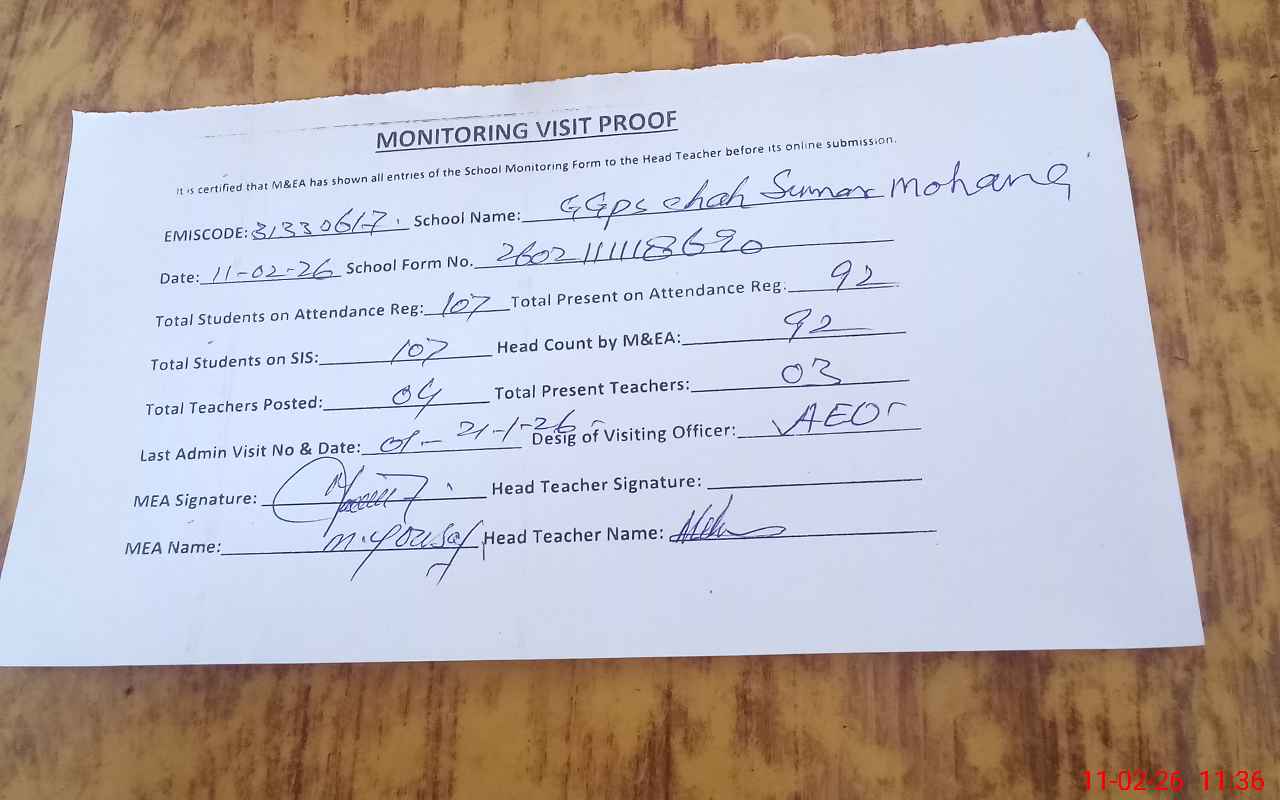 MONITORING VISIT PROOF
It is certified that M&EA has shown all entries of the School Monitoring Form to the Head Teacher before its online submission.
EMISCODE: 31330617. School Name: GGPS chah Sumar Mohana
Date: 11-02-26 School Form No. 2602111118690
Total Students on Attendance Reg: 107 Total Present on Attendance Reg: 92
Total Students on SIS: 107 Head Count by M&EA: 92
Total Teachers Posted: 04 Total Present Teachers: 03
Last Admin Visit No & Date: 01- 21-1-26 Desig of Visiting Officer: AEO
MEA Signature: Head Teacher Signature:
MEA Name: M.Yousaf Head Teacher Name:
11-02-26 11:36